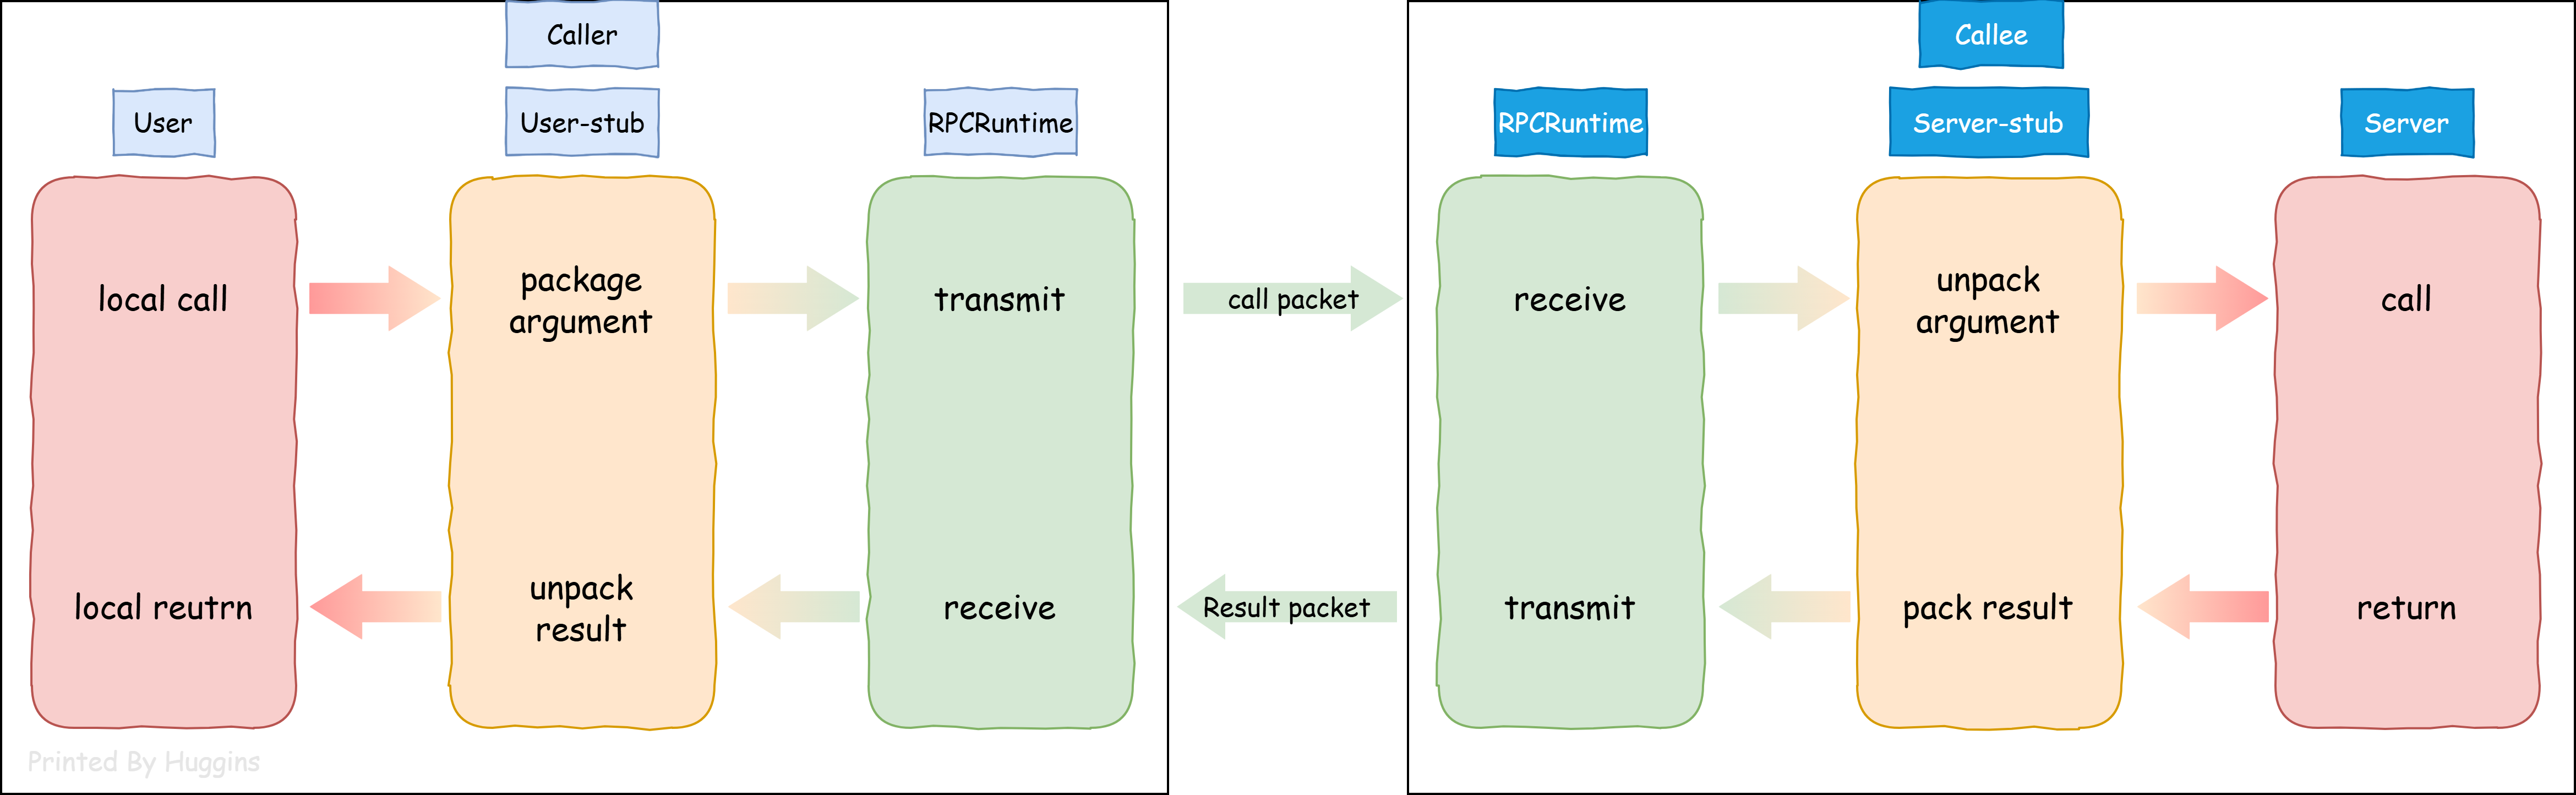 Caller
User
User-stub
RPCRuntime
local call
package
argument
transmit
local reutrn
unpack
result
receive
Printed By Huggins
call packet
Result packet
Callee
RPCRuntime
Server-stub
Server
receive
unpack
argument
call
transmit
pack result
return